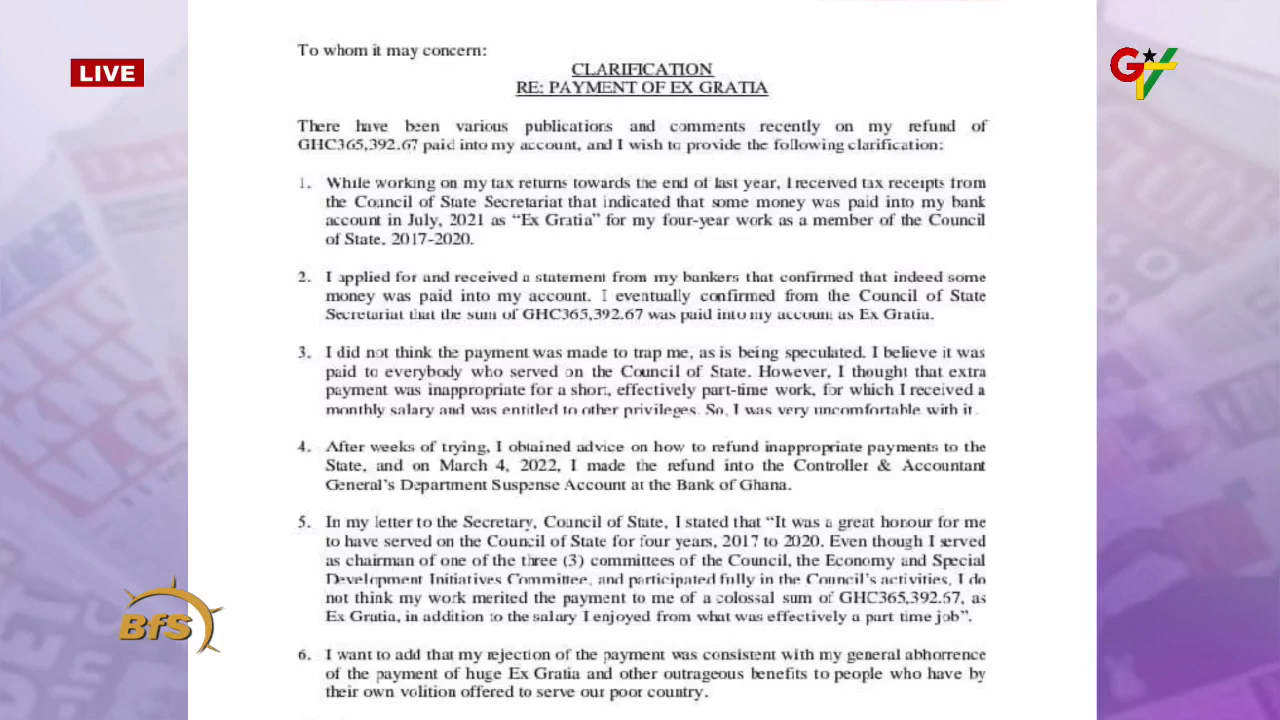 LIVE
GTV
To whom it may concern:
CLARIFICATION
RE: PAYMENT OF EX GRATIA
There have been various publications and comments recently on my refund of
GHC365,392.67 paid into my account, and I wish to provide the following clarification:
1. While working on my tax returns towards the end of last year, I received tax receipts from
the Council of State Secretariat that indicated that some money was paid into my bank
account in July, 2021 as “Ex Gratia” for my four-year work as a member of the Council
of State, 2017-2020.
2. I applied for and received a statement from my bankers that confirmed that indeed some
money was paid into my account. I eventually confirmed from the Council of State
Secretariat that the sum of GHC365,392.67 was paid into my account as Ex Gratia.
3. I did not think the payment was made to trap me, as is being speculated. I believe it was
paid to everybody who served on the Council of State. However, I thought that extra
payment was inappropriate for a short, effectively part-time work, for which I received a
monthly salary and was entitled to other privileges. So, I was very uncomfortable with it.
4. After weeks of trying, I obtained advice on how to refund inappropriate payments to the
State, and on March 4, 2022, I made the refund into the Controller & Accountant
General’s Department Suspense Account at the Bank of Ghana.
5. In my letter to the Secretary, Council of State, I stated that “It was a great honour for me
to have served on the Council of State for four years, 2017 to 2020. Even though I served
as chairman of one of the three (3) committees of the Council, the Economy and Special
Development Initiatives Committee, and participated fully in the Council’s activities, I do
not think my work merited the payment to me of a colossal sum of GHC365,392.67, as
Ex Gratia, in addition to the salary I enjoyed from what was effectively a part time job”.
6. I want to add that my rejection of the payment was consistent with my general abhorrence
of the payment of huge Ex Gratia and other outrageous benefits to people who have by
their own volition offered to serve our poor country.
BfS